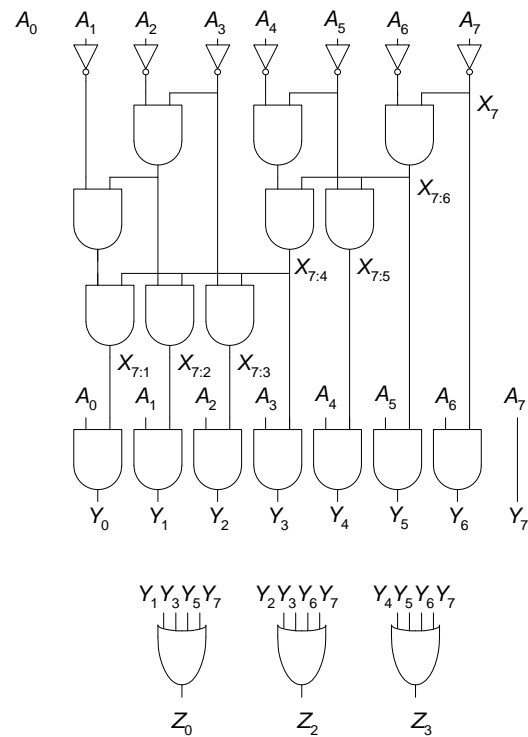 A0 A1 A2 A3 A4 A5 A6 A7
X7
X7:6
X7:4 X7:5
X7:1 X7:2 X7:3
A0 A1 A2 A3 A4 A5 A6 A7
Y0 Y1 Y2 Y3 Y4 Y5 Y6 Y7
Y1 Y3 Y5 Y7 Y2 Y3 Y6 Y7 Y4 Y5 Y6 Y7
Z0 Z2 Z3